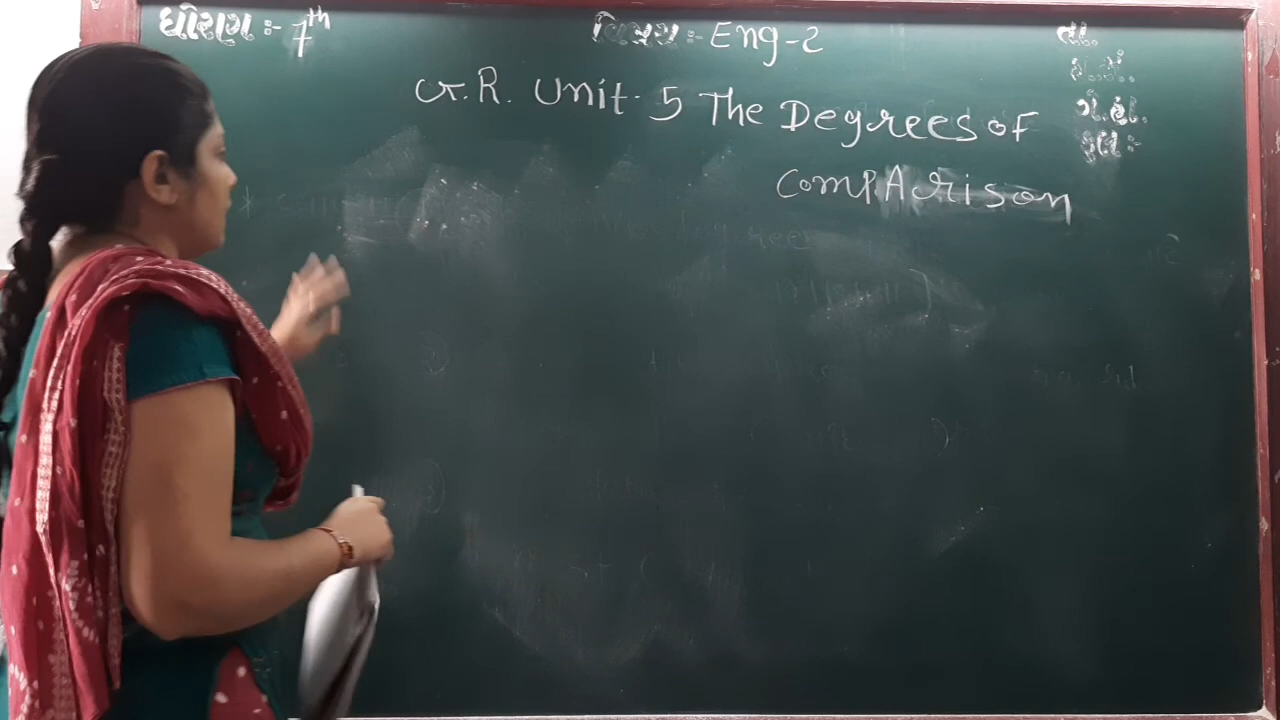 ધોરણ :- 7th
વિષય :- Eng-2
તા.
ગે.હા.
કુલ :-
G.R. Unit. 5 The Degrees of
CompArison